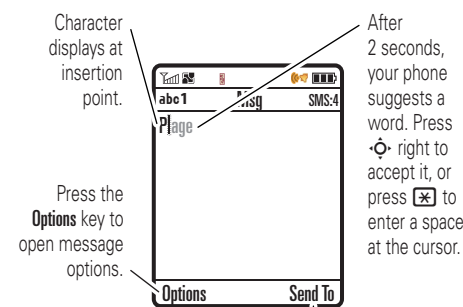 Character
displays at
insertion
point.
After
2 seconds,
your phone
suggests a
word. Press
right to
accept it, or
press * to
enter a space
at the cursor.
abc1 Msg SMS:4
Plage
Press the
Options key to
open message
options.
Options Send To